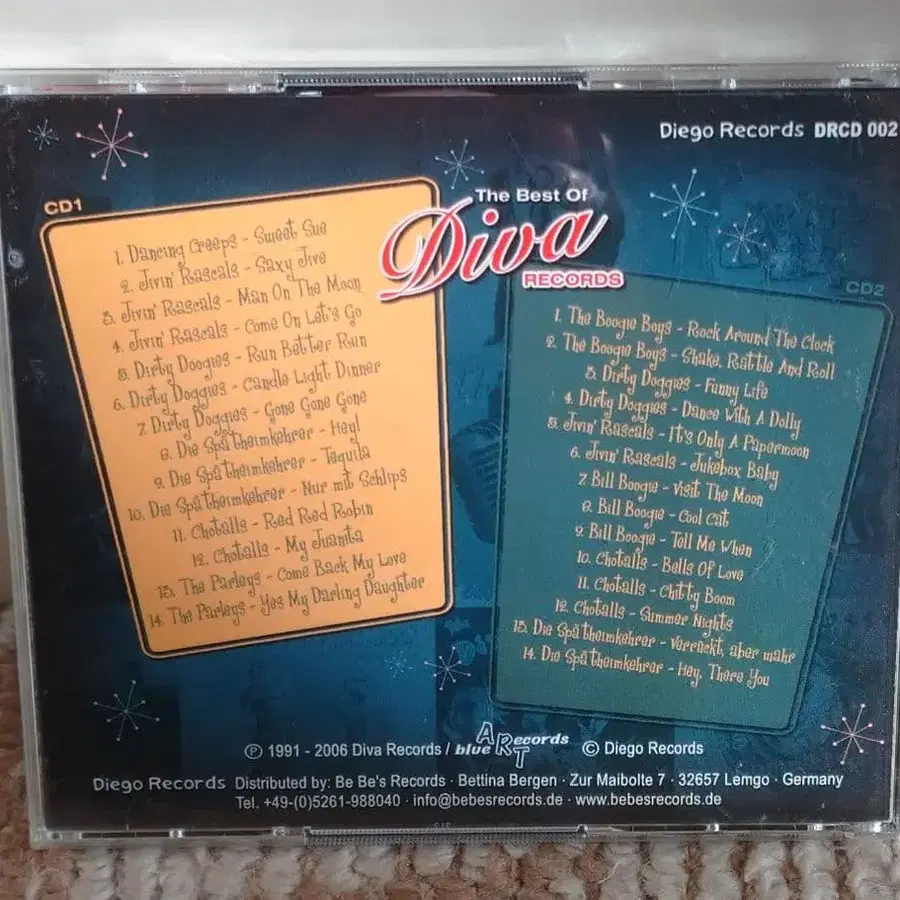 Diego Records DRCD 002
The Best Of
Diva
RECORDS
CD1
1. Dancing Creeps - Sweet Sue
2. Jivin' Rascals - Saxy Jive
3. Jivin' Rascals - Man On The Moon
4. Jivin' Rascals - Come On Let's Go
5. Dirty Doggies - Run Better Run
6. Dirty Doggies - Candle Light Dinner
7. Dirty Doggies - Gone Gone Gone
8. Die Spätheimkehrer - Hey!
9. Die Spätheimkehrer - Tequila
10. Die Spätheimkehrer - Nur mit Schlips
11. Chotalls - Red Red Robin
12. Chotalls - My Juanita
13. The Parleys - Come Back My Love
14. The Parleys - Yes My Darling Daughter
CD2
1. The Boogie Boys - Rock Around The Clock
2. The Boogie Boys - Shake, Rattle And Roll
3. Dirty Doggies - Funny Life
4. Dirty Doggies - Dance With A Dolly
5. Jivin' Rascals - It's Only A Papermoon
6. Jivin' Rascals - Jukebox Baby
7. Bill Boogie - Visit The Moon
8. Bill Boogie - Cool Cat
9. Bill Boogie - Tell Me When
10. Chotalls - Bells Of Love
11. Chotalls - Chitty Boom
12. Chotalls - Summer Nights
13. Die Spätheimkehrer - Verrückt, aber mahr
14. Die Spätheimkehrer - Hey, There You
℗ 1991 - 2006 Diva Records / blue ART Records © Diego Records
Diego Records Distributed by: Be Be's Records · Bettina Bergen · Zur Maibolte 7 · 32657 Lemgo · Germany
Tel. +49-(0)5261-988040 · info@bebesrecords.de · www.bebesrecords.de